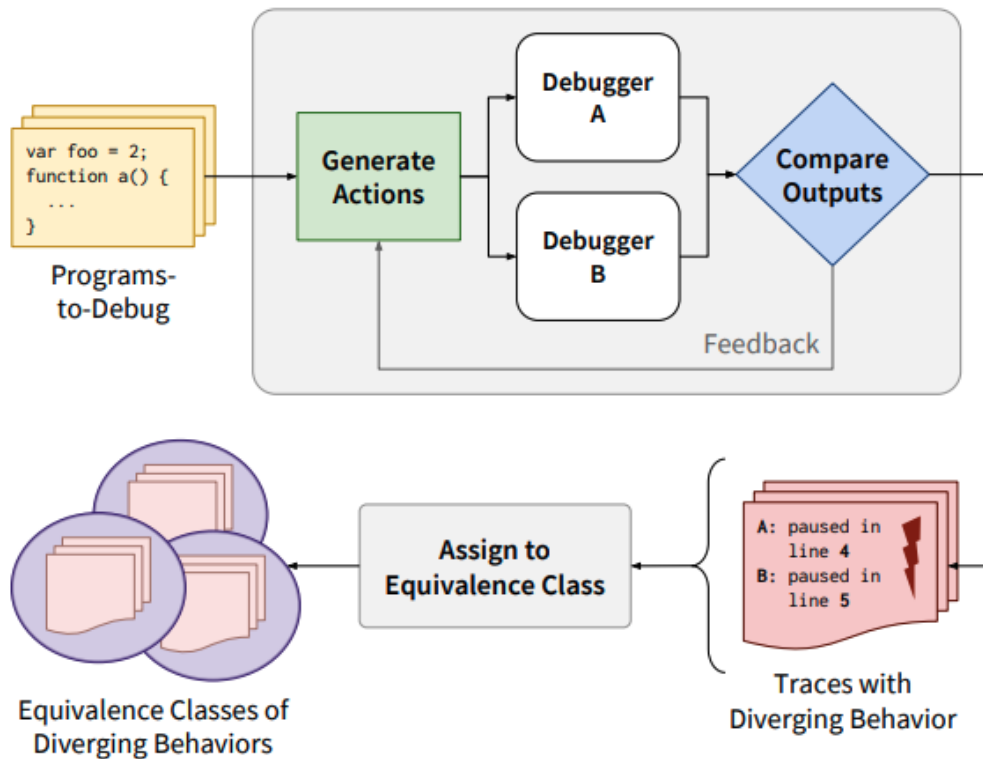 var foo = 2;
function a() {
...
}
Programs-
to-Debug
Generate
Actions
Debugger
A
Debugger
B
Compare
Outputs
Feedback
A: paused in
line 4
B: paused in
line 5
Traces with
Diverging Behavior
Assign to
Equivalence Class
Equivalence Classes of
Diverging Behaviors